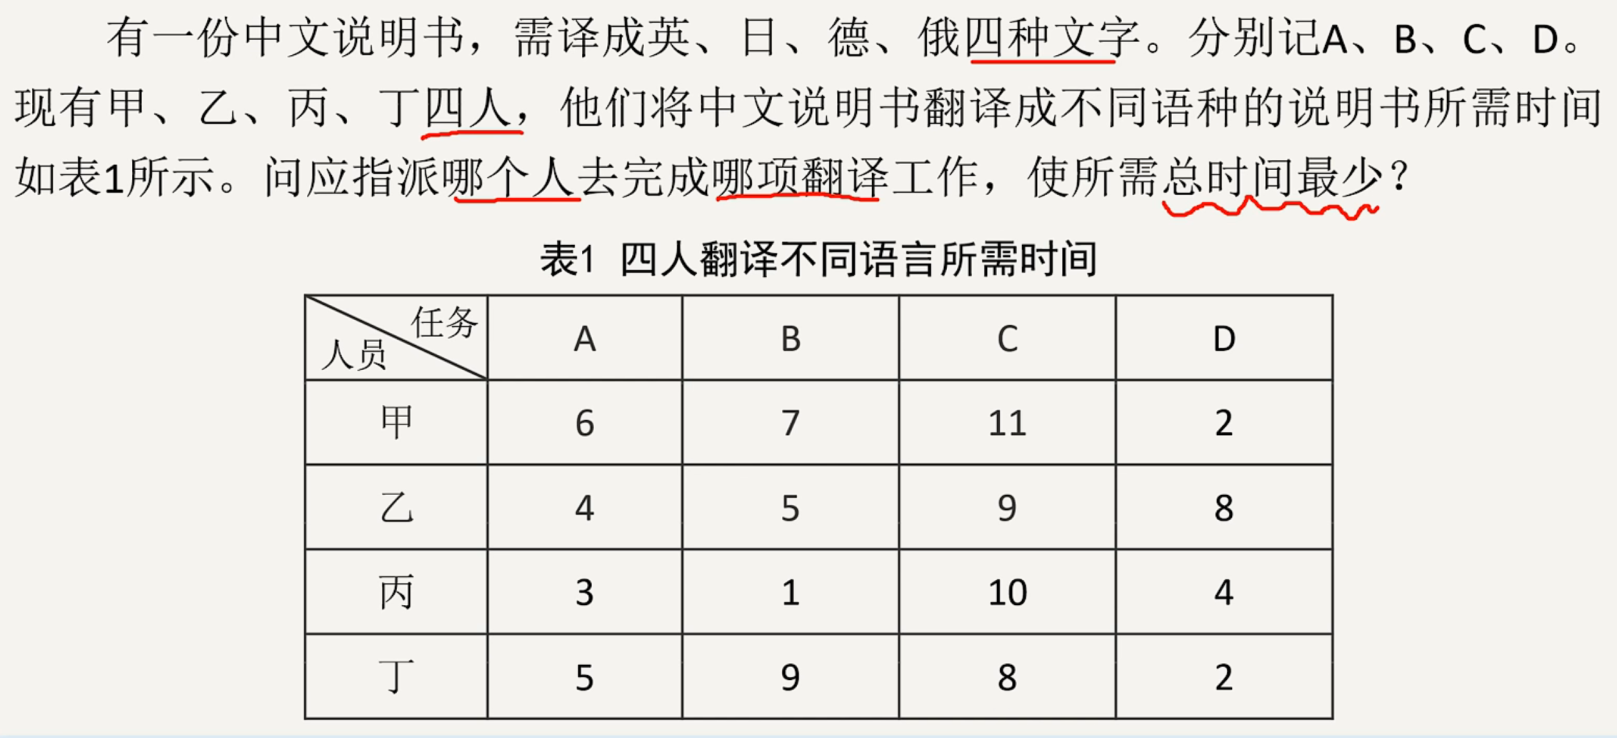 有一份中文说明书，需译成英、日、德、俄四种文字。分别记A、B、C、D。
现有甲、乙、丙、丁四人，他们将中文说明书翻译成不同语种的说明书所需时间
如表1所示。问应指派哪个人去完成哪项翻译工作，使所需总时间最少？
表1 四人翻译不同语言所需时间
任务 人员 A B C D
甲 6 7 11 2
乙 4 5 9 8
丙 3 1 10 4
丁 5 9 8 2